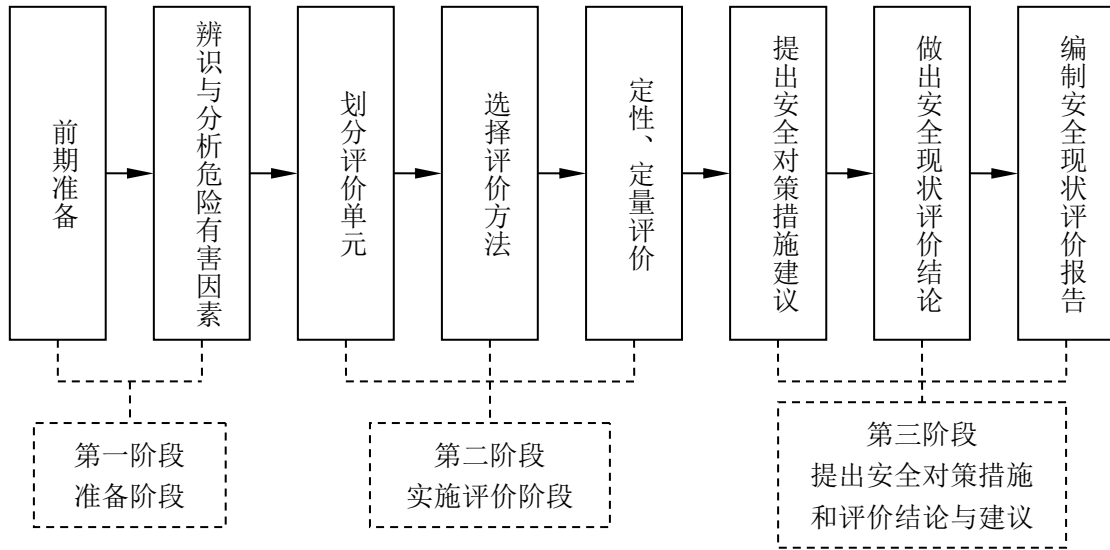 前期准备
辨识与分析危险有害因素
划分评价单元
选择评价方法
定性、定量评价
提出安全对策措施建议
做出安全现状评价结论
编制安全现状评价报告
第一阶段
准备阶段
第二阶段
实施评价阶段
第三阶段
提出安全对策措施
和评价结论与建议